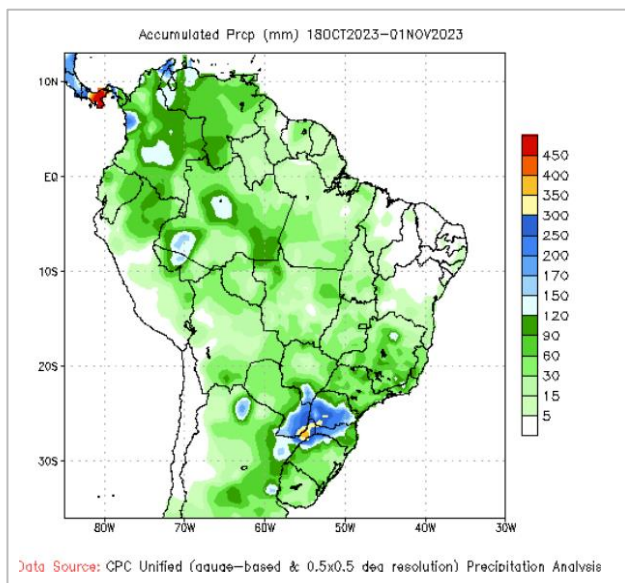 Accumulated Prcp (mm) 18OCT2023-01NOV2023
10N
EQ
10S
20S
30S
80W 70W 60W 50W 40W 30W
450
400
350
300
250
200
170
150
120
90
60
30
15
5
Data Source: CPC Unified (gauge-based & 0.5x0.5 deg resolution) Precipitation Analysis